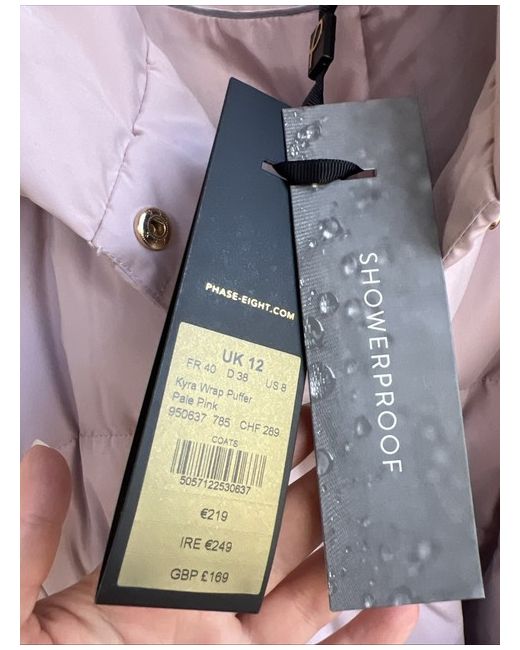 PHASE-EIGHT.COM
UK 12
FR 40 D 38 US 8
Kyra Wrap Puffer
Pale Pink
950637 785 CHF 289
COATS
5057122530637
€219
IRE €249
GBP £169
SHOWERPROOF